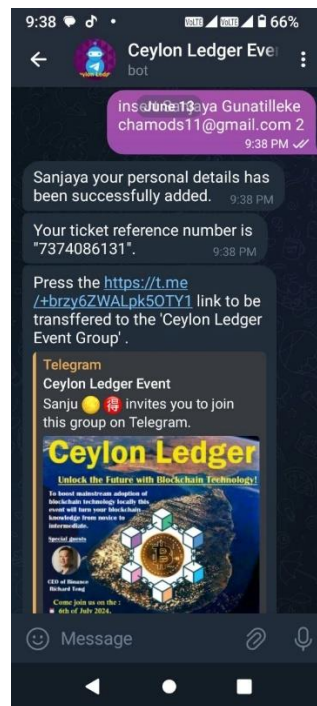 9:38
66%
Ceylon Ledger Eve
bot
June 13
chamods11@gmail.com 2
9:38 PM
Sanjaya your personal details has
been successfully added.
9:38 PM
Your ticket reference number is
"7374086131".
9:38 PM
Press the https://t.me
/+brzy6ZWALpk5OTY1 link to be
transffered to the 'Ceylon Ledger
Event Group' .
Telegram
Ceylon Ledger Event
Sanju 得 invites you to join
this group on Telegram.
Ceylon Ledger
Unlock the Future with Blockchain Technology!
To boost mainstream adoption of
blockchain technology locally this
event will turn your blockchain
knowledge from novice to
intermediate.
Special guests
CEO of Binance
Richard Teng
Come join us on the :
6th of July 2024.
Message